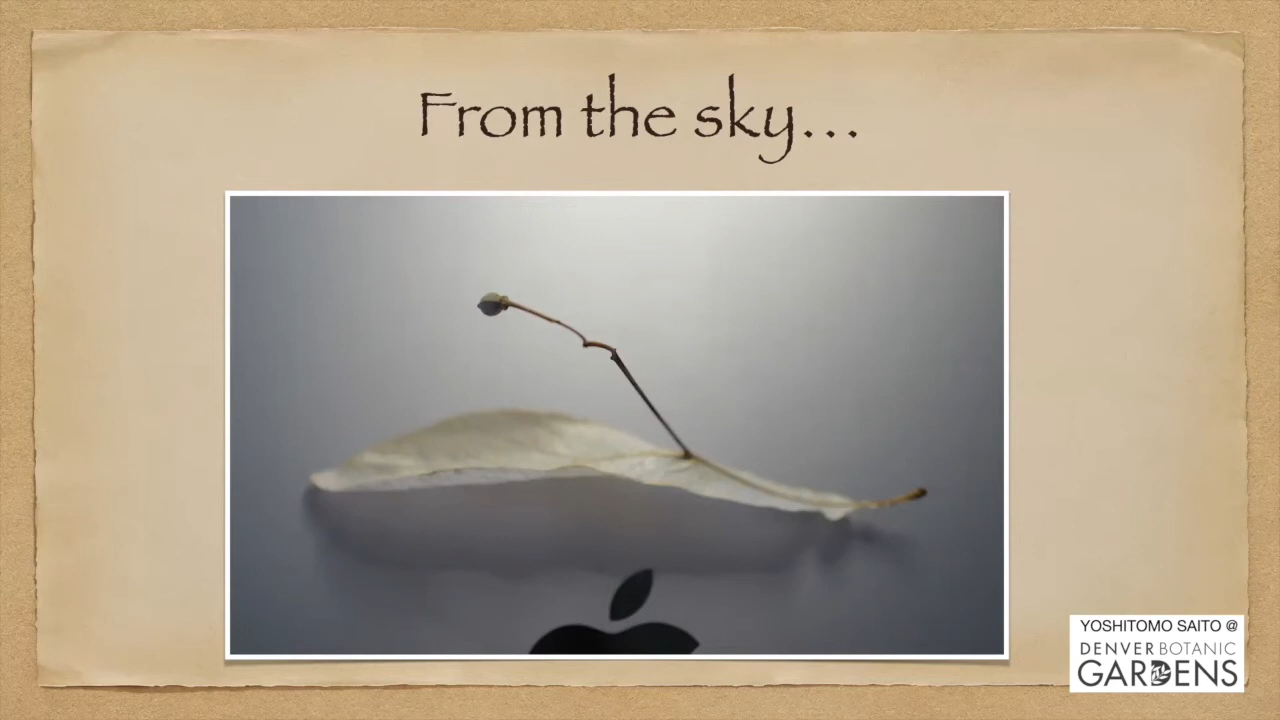 From the sky...
YOSHITOMO SAITO @
DENVER BOTANIC
GARDENS